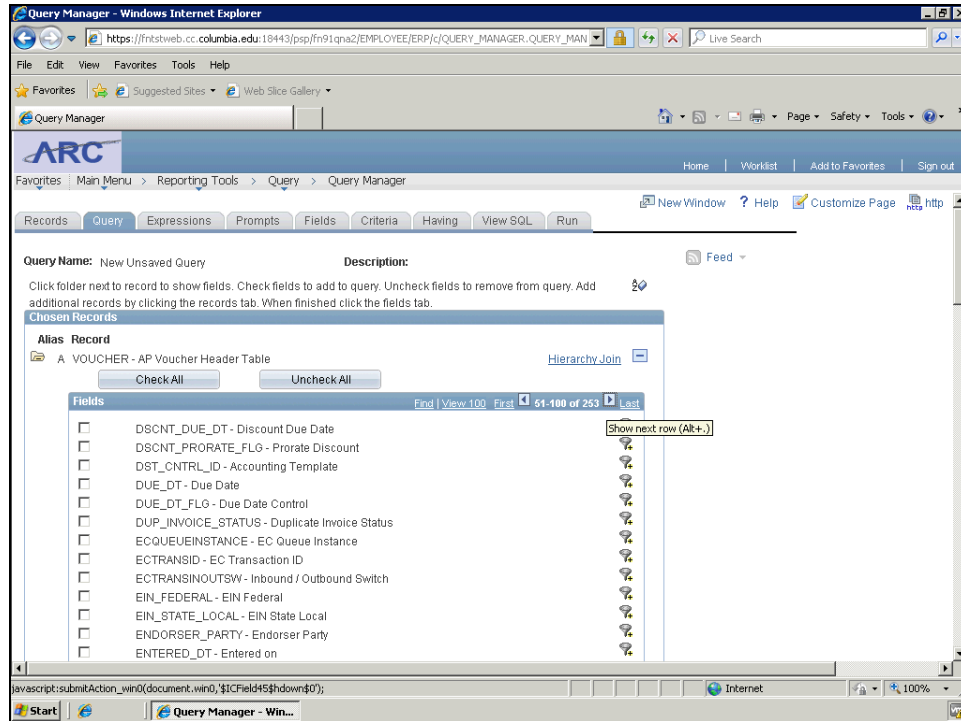 Query Manager - Windows Internet Explorer
https://fntstweb.cc.columbia.edu:18443/psp/fn91qna2/EMPLOYEE/ERP/c/QUERY_MANAGER.QUERY_MAN
Live Search
File Edit View Favorites Tools Help
Favorites Suggested Sites Web Slice Gallery
Query Manager
Page Safety Tools
ARC
Home | Worklist | Add to Favorites | Sign out
Favorites Main Menu > Reporting Tools > Query > Query Manager
New Window ? Help Customize Page http
Records Query Expressions Prompts Fields Criteria Having View SQL Run
Query Name: New Unsaved Query Description:
Feed
Click folder next to record to show fields. Check fields to add to query. Uncheck fields to remove from query. Add
additional records by clicking the records tab. When finished click the fields tab.
Chosen Records
Alias Record
A VOUCHER - AP Voucher Header Table Hierarchy Join
Check All Uncheck All
Fields Find | View 100 First 51-100 of 253 Last
Show next row (Alt+.)
DSCNT_DUE_DT - Discount Due Date
DSCNT_PRORATE_FLG - Prorate Discount
DST_CNTRL_ID - Accounting Template
DUE_DT - Due Date
DUE_DT_FLG - Due Date Control
DUP_INVOICE_STATUS - Duplicate Invoice Status
ECQUEUEINSTANCE - EC Queue Instance
ECTRANSID - EC Transaction ID
ECTRANSINOUTSW - Inbound / Outbound Switch
EIN_FEDERAL - EIN Federal
EIN_STATE_LOCAL - EIN State Local
ENDORSER_PARTY - Endorser Party
ENTERED_DT - Entered on
javascript:submitAction_win0(document.win0,'$ICField45$hdown$0');
Internet 100%
Start Query Manager - Win...